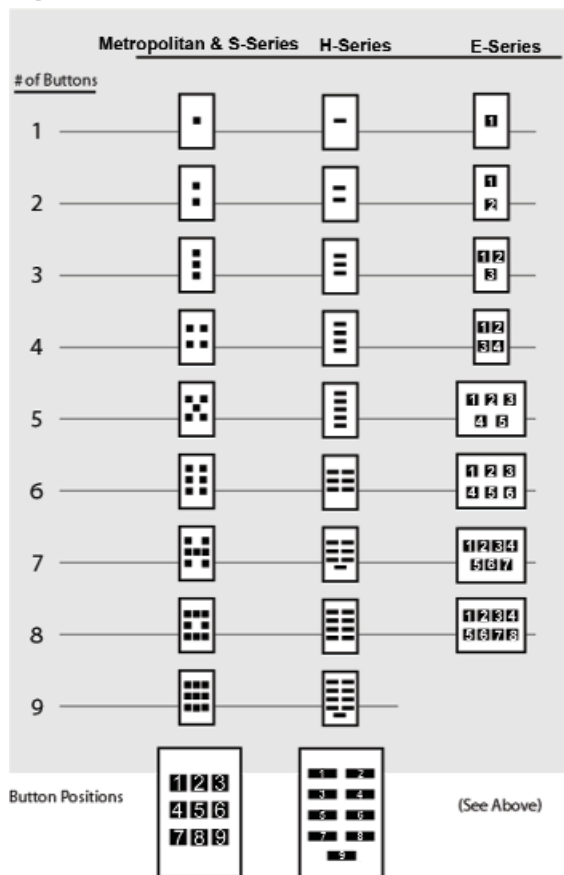 Metropolitan & S-Series H-Series E-Series
# of Buttons
1 1
2 1
2
3 1 2
3
4 1 2
3 4
5 1 2 3
4 5
6 1 2 3
4 5 6
7 1 2 3 4
5 6 7
8 1 2 3 4
5 6 7 8
9
Button Positions
1 2 3
4 5 6
7 8 9
1 2
3 4
5 6
7 8
9
(See Above)